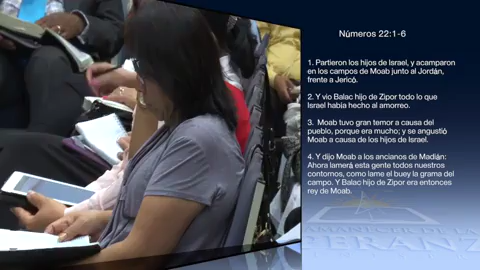 Números 22:1-6
1. Partieron los hijos de Israel, y acamparon
en los campos de Moab junto al Jordán,
frente a Jericó.
2. Y vio Balac hijo de Zipor todo lo que
Israel había hecho al amorreo.
3. Moab tuvo gran temor a causa del
pueblo, porque era mucho; y se angustió
Moab a causa de los hijos de Israel.
4. Y dijo Moab a los ancianos de Madián:
Ahora lamerá esta gente todos nuestros
contornos, como lame el buey la grama del
campo. Y Balac hijo de Zipor era entonces
rey de Moab.
AMANECER DE LA